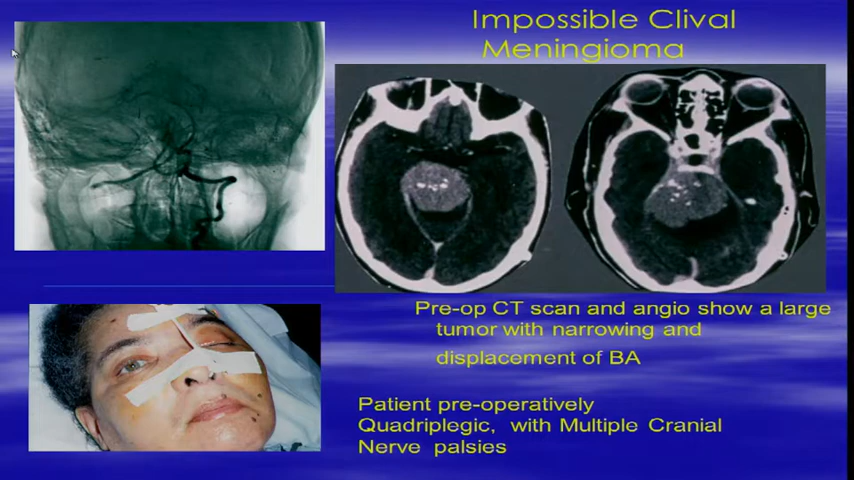 Impossible Clival
Meningioma
Pre-op CT scan and angio show a large
tumor with narrowing and
displacement of BA
Patient pre-operatively
Quadriplegic, with Multiple Cranial
Nerve palsies